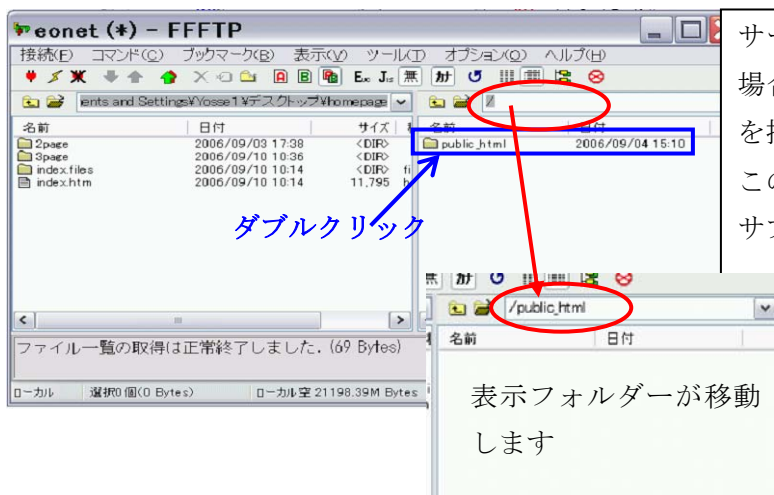 eonet (*) - FFFTP
接続(F) コマンド(C) ブックマーク(B) 表示(V) ツール(T) オプション(O) ヘルプ(H)
ents and Settings¥Yosse1¥デスクトップ¥homepage
/
名前 日付 サイズ
2page 2006/09/03 17:38 <DIR>
3page 2006/09/10 10:36 <DIR>
index.files 2006/09/10 10:14 <DIR> fi
index.htm 2006/09/10 10:14 11,795 h
名前 日付
public_html 2006/09/04 15:10
ダブルクリック
サー
場合
を
この
サブ
/public_html
名前 日付
表示フォルダーが移動
します
ファイル一覧の取得は正常終了しました. (69 Bytes)
ローカル 選択0個(0 Bytes) ローカル空 21198.39M Bytes